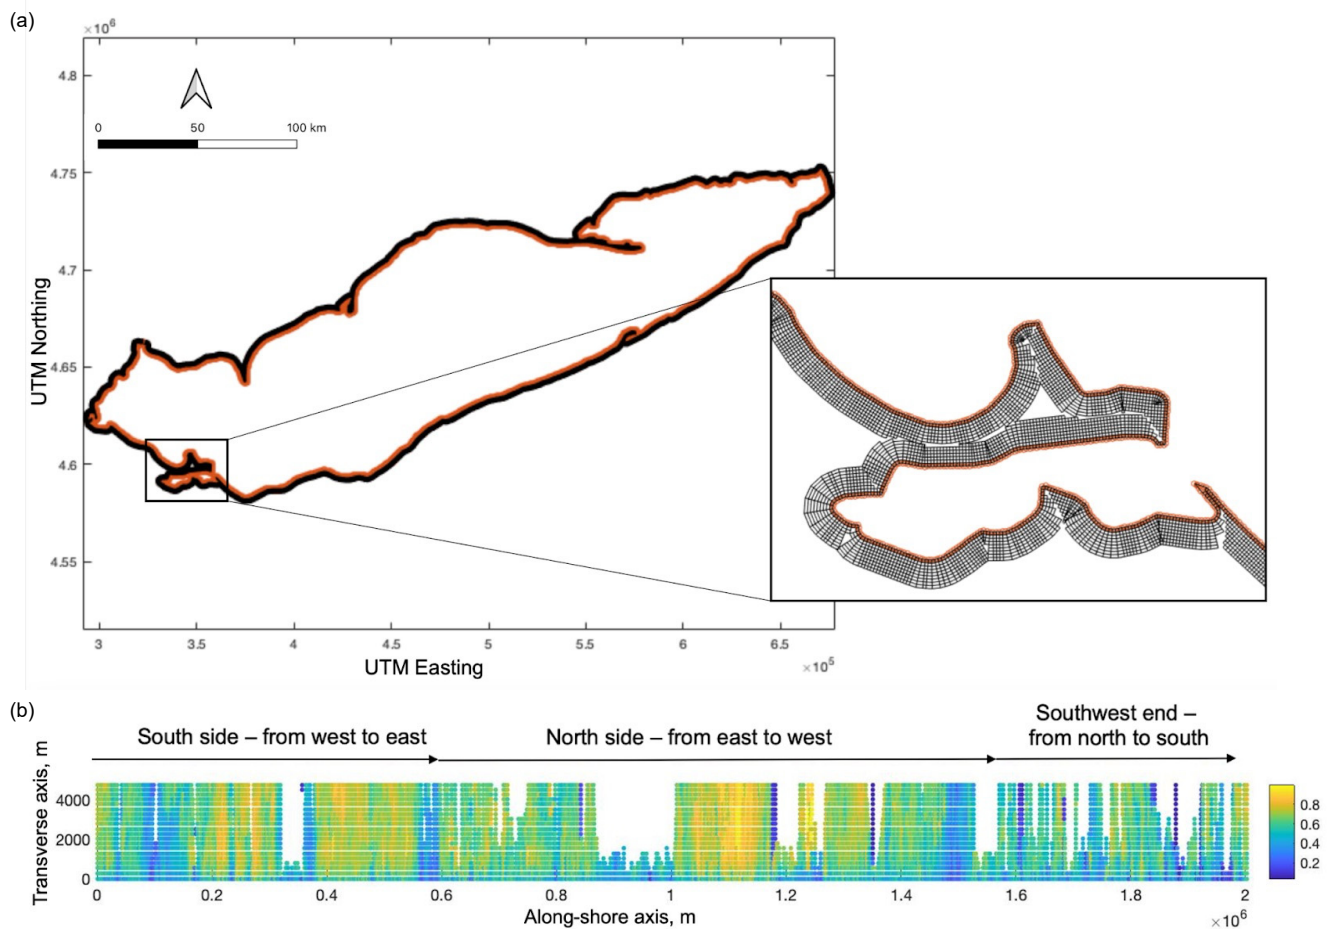 (a)
×10⁶
4.8
0 50 100 km
4.75
4.7
4.65
4.6
4.55
UTM Northing
3 3.5 4 4.5 5 5.5 6 6.5
×10⁵
UTM Easting
(b)
South side – from west to east
North side – from east to west
Southwest end –
from north to south
Transverse axis, m
4000
2000
0
0.8
0.6
0.4
0.2
0 0.2 0.4 0.6 0.8 1 1.2 1.4 1.6 1.8 2
Along-shore axis, m
×10⁶